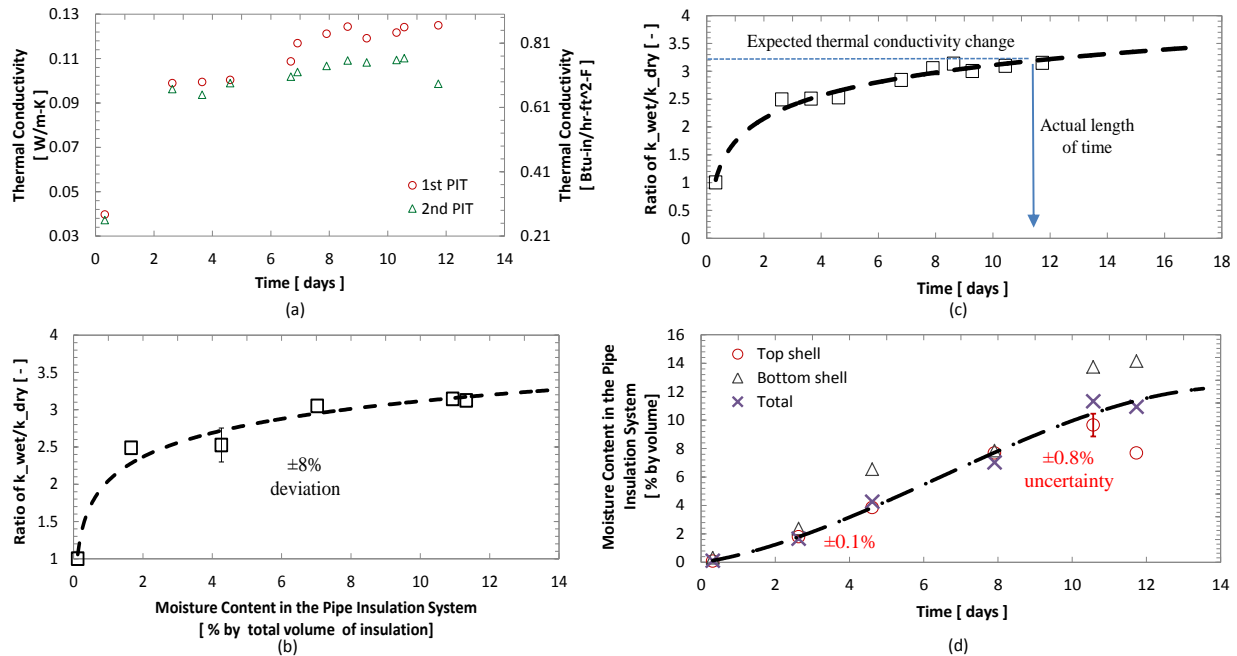 0.13
0.11
0.09
0.07
0.05
0.03
Thermal Conductivity
[ W/m-K]
0.81
0.61
0.41
0.21
Thermal Conductivity
[ Btu-in/hr-ft^2-F]
1st PIT
2nd PIT
0 2 4 6 8 10 12 14
Time [ days ]
(a)
4
3.5
3
2.5
2
1.5
1
0.5
0
Ratio of k_wet/k_dry [ - ]
Expected thermal conductivity change
Actual length
of time
0 2 4 6 8 10 12 14 16 18
Time [ days ]
(c)
4
3
3
2
2
1
Ratio of k_wet/k_dry [ - ]
±8%
deviation
0 2 4 6 8 10 12 14
Moisture Content in the Pipe Insulation System
[ % by total volume of insulation]
(b)
16
14
12
10
8
6
4
2
0
Moisture Content in the Pipe
Insulation System
[ % by volume]
Top shell
Bottom shell
Total
±0.8%
uncertainty
±0.1%
0 2 4 6 8 10 12 14
Time [ days ]
(d)